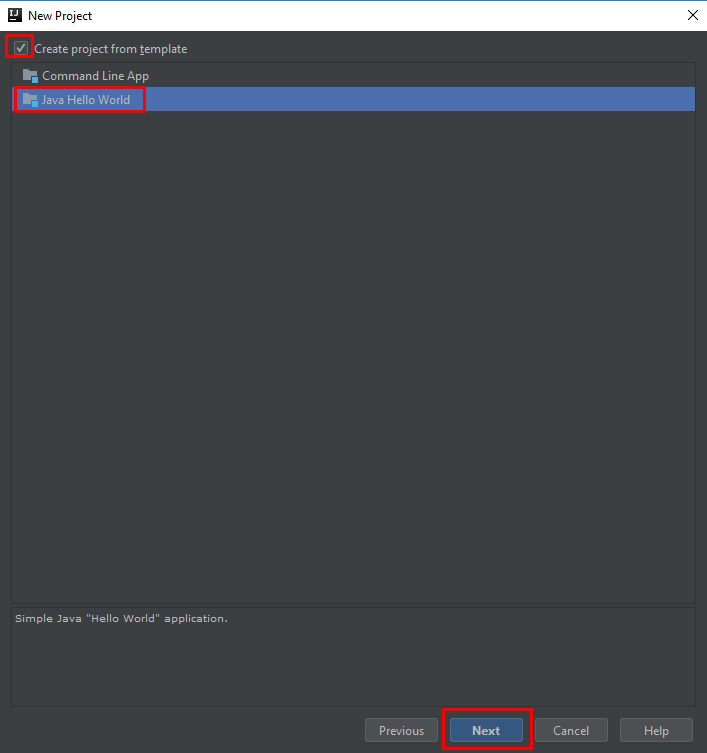 IJ New Project
Create project from template
Command Line App
Java Hello World
Simple Java "Hello World" application.
Previous Next Cancel Help